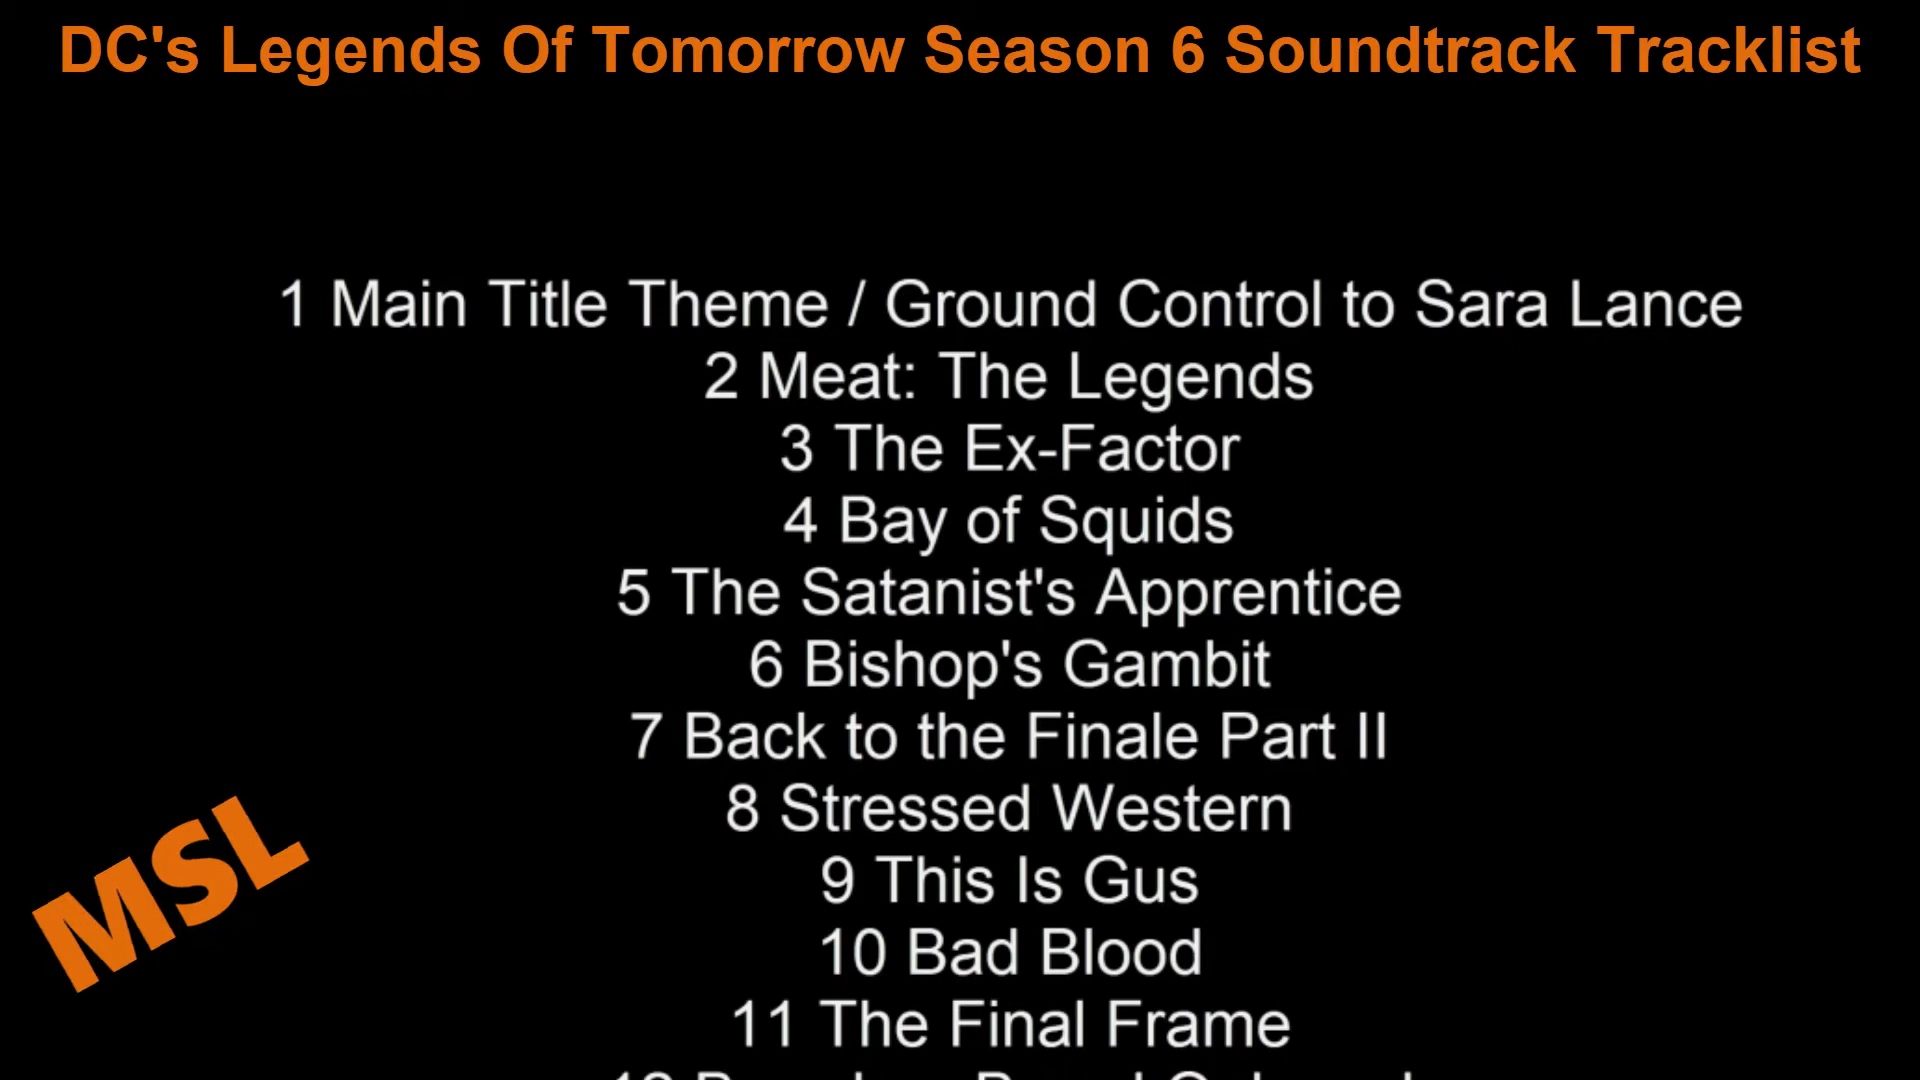 DC's Legends Of Tomorrow Season 6 Soundtrack Tracklist
1 Main Title Theme / Ground Control to Sara Lance
2 Meat: The Legends
3 The Ex-Factor
4 Bay of Squids
5 The Satanist's Apprentice
6 Bishop's Gambit
7 Back to the Finale Part II
8 Stressed Western
9 This Is Gus
10 Bad Blood
11 The Final Frame
MSL